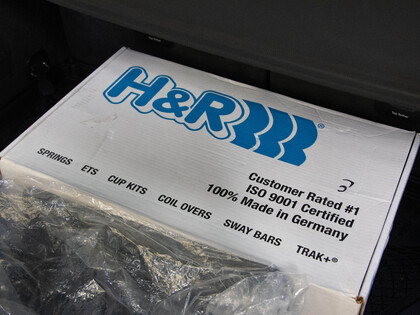 H&R®
Customer Rated #1
ISO 9001 Certified
100% Made in Germany
SPRINGS ETS CUP KITS COIL OVERS SWAY BARS TRAK+®